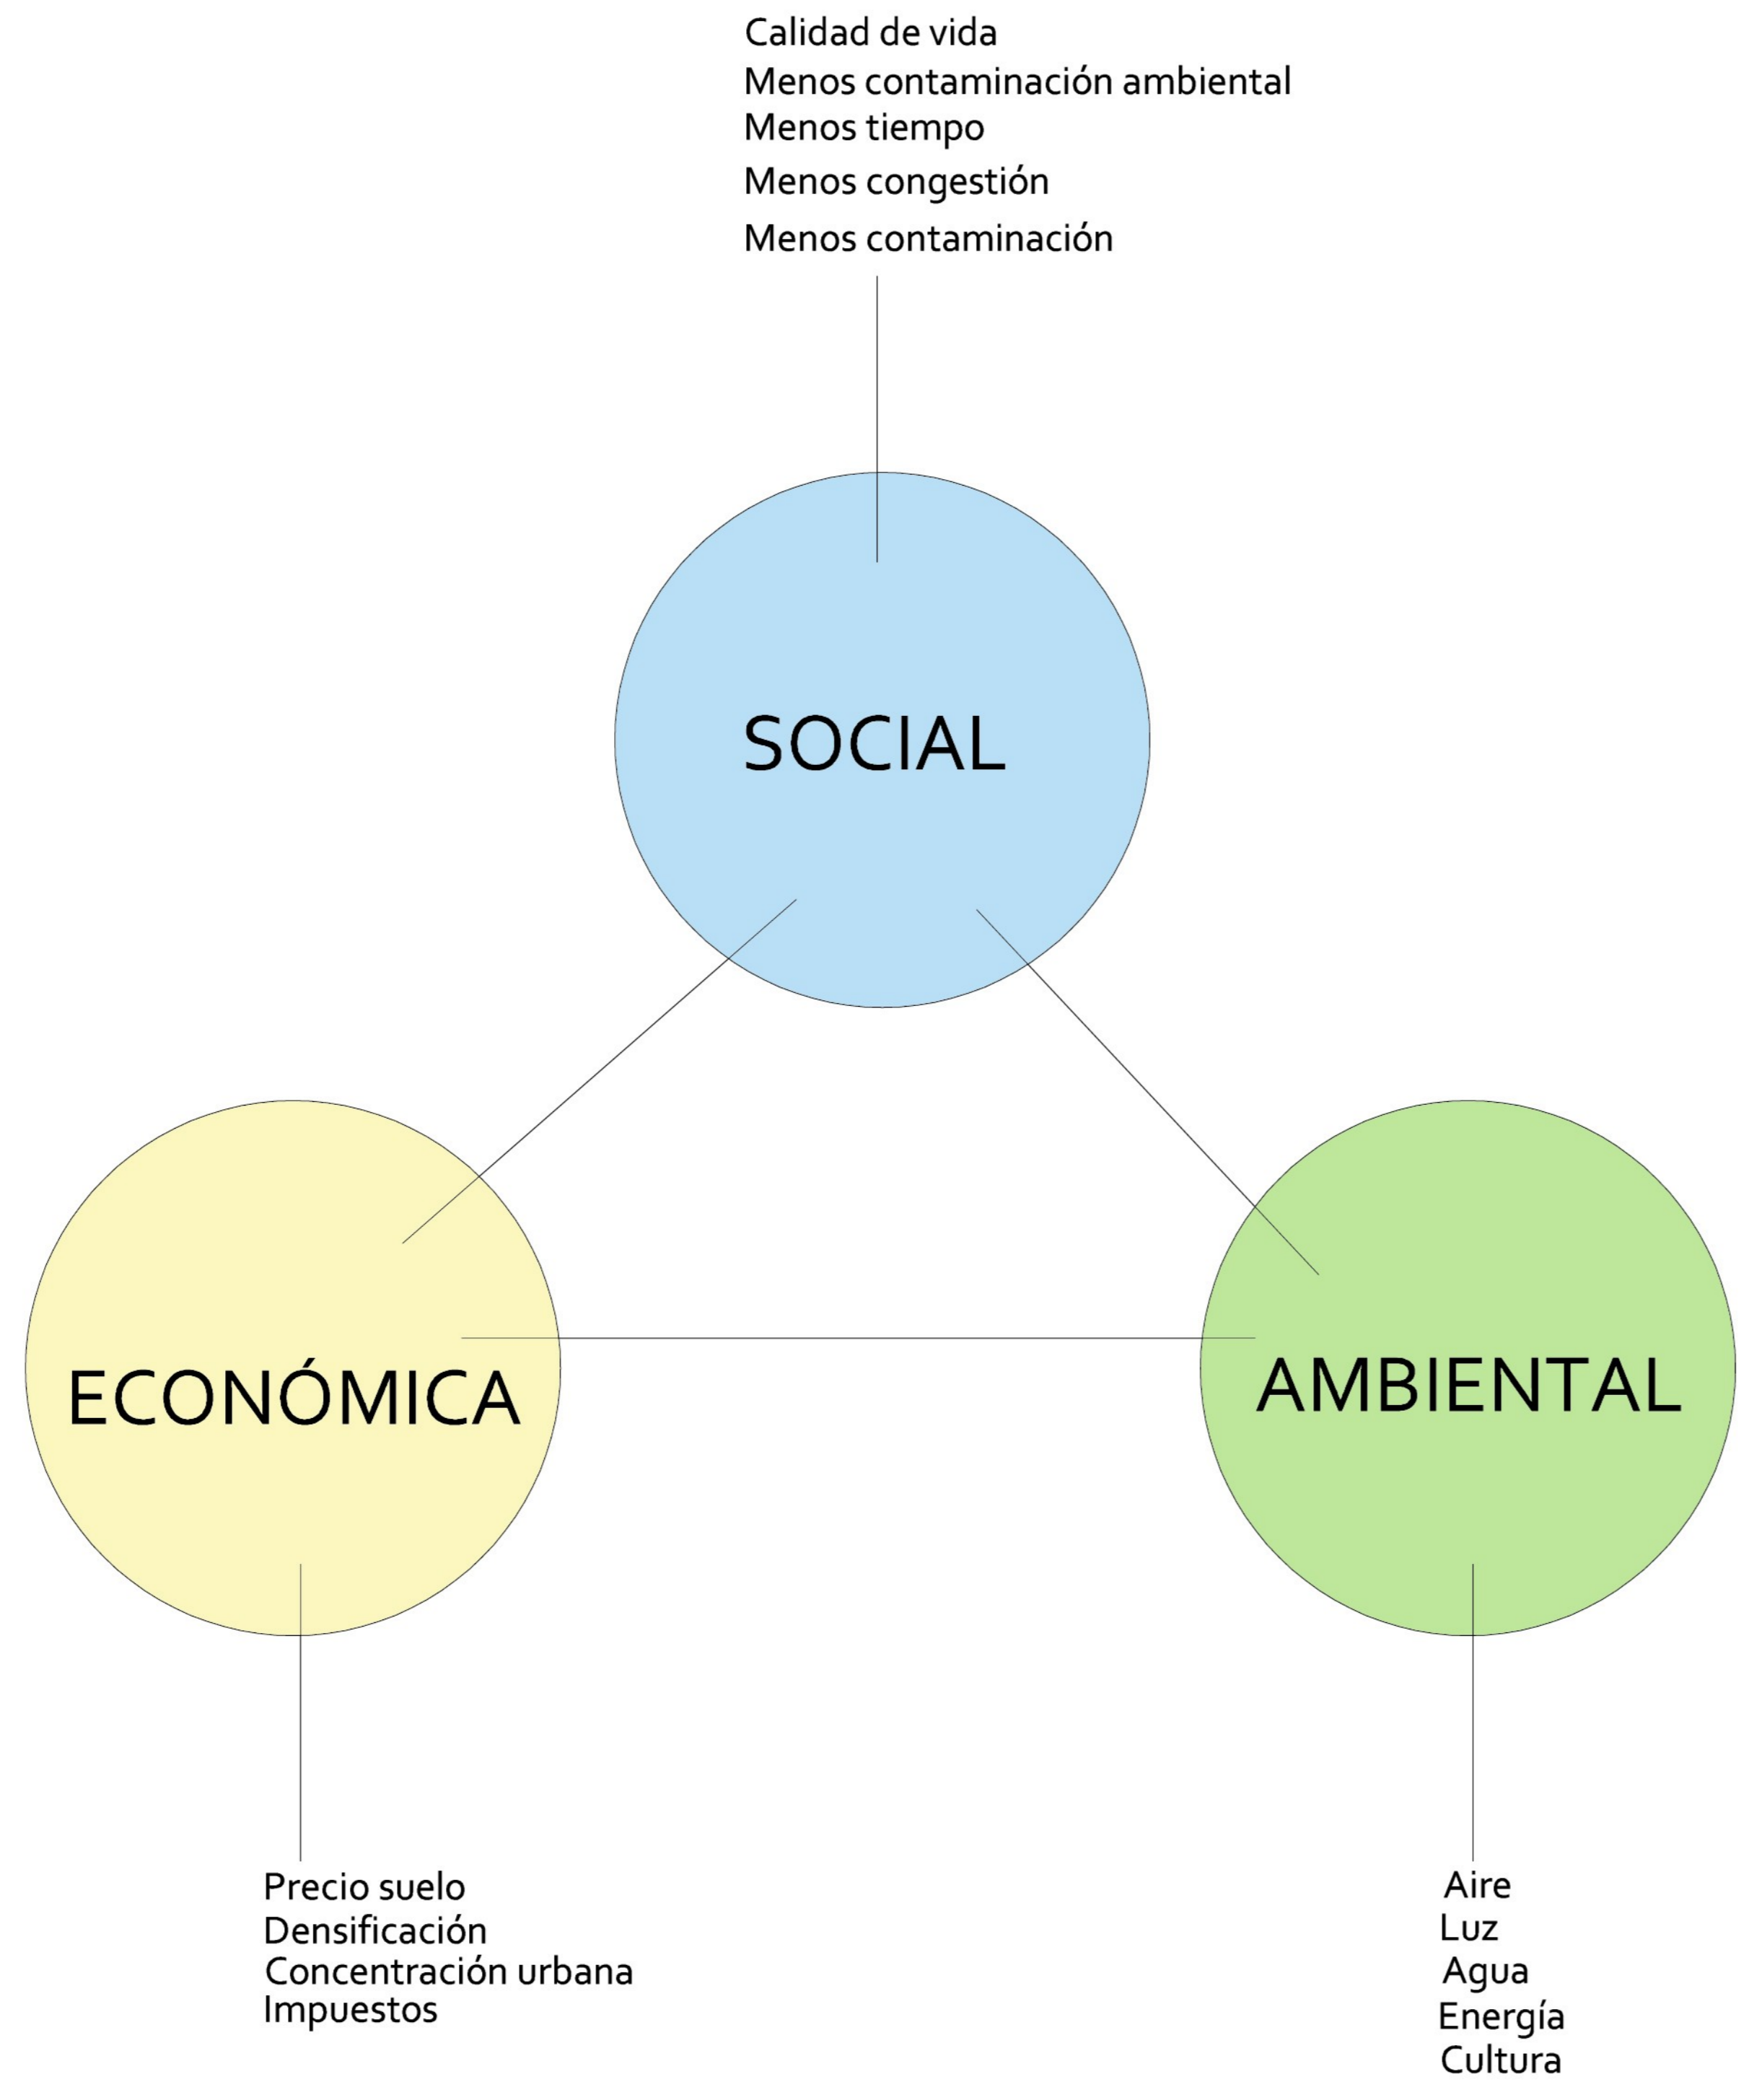 Calidad de vida
Menos contaminación ambiental
Menos tiempo
Menos congestión
Menos contaminación
SOCIAL
ECONÓMICA
AMBIENTAL
Precio suelo
Densificación
Concentración urbana
Impuestos
Aire
Luz
Agua
Energía
Cultura